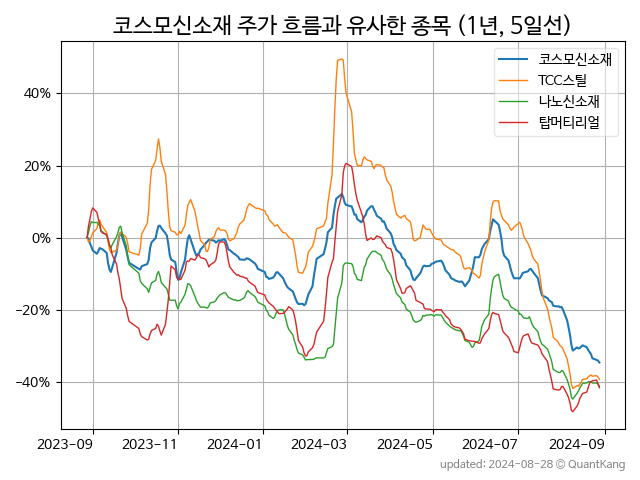 코스모신소재 주가 흐름과 유사한 종목 (1년, 5일선)
코스모신소재
TCC스틸
나노신소재
탑머티리얼
40%
20%
0%
−20%
−40%
2023-09 2023-11 2024-01 2024-03 2024-05 2024-07 2024-09
updated: 2024-08-28 © QuantKang